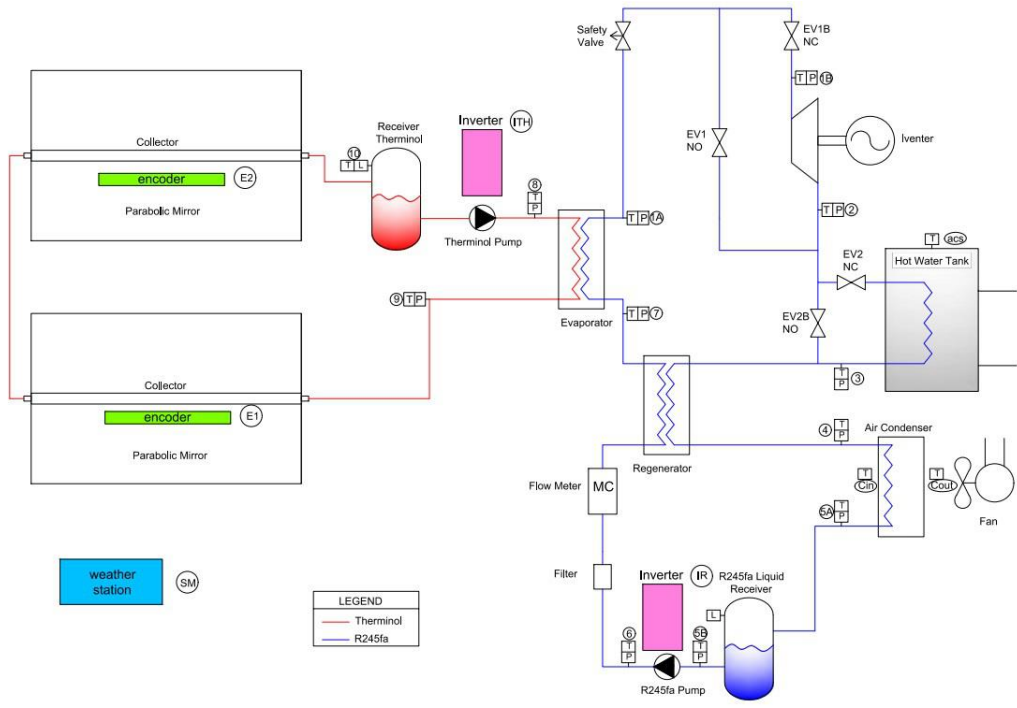 Safety
Valve
EV1B
NC
T P 1B
Inverter
ITH
Receiver
Therminol
Collector
10
T L
EV1
NO
Iventer
encoder
E2
8
T
P
Parabolic Mirror
T P 1A
T P 2
Therminol Pump
T acs
Hot Water Tank
EV2
NC
9 T P
T P 7
Evaporator
EV2B
NO
T
P
3
Collector
encoder
E1
4
T
P
Air Condenser
Parabolic Mirror
Regenerator
T
Cin
T
Cout
Flow Meter
MC
5A
T
P
Fan
weather
station
SM
Filter
Inverter
IR
R245fa Liquid
Receiver
LEGEND
Therminol
R245fa
L
6
T
P
5B
T
P
R245fa Pump